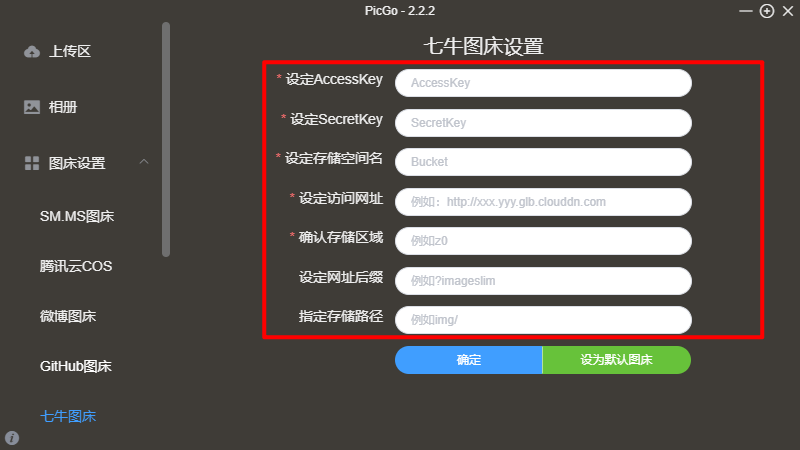 PicGo - 2.2.2
上传区
相册
图床设置
SM.MS图床
腾讯云COS
微博图床
GitHub图床
七牛图床
七牛图床设置
* 设定AccessKey
AccessKey
* 设定SecretKey
SecretKey
* 设定存储空间名
Bucket
* 设定访问网址
例如：http://xxx.yyy.glb.clouddn.com
* 确认存储区域
例如z0
设定网址后缀
例如?imageslim
指定存储路径
例如img/
确定
设为默认图床